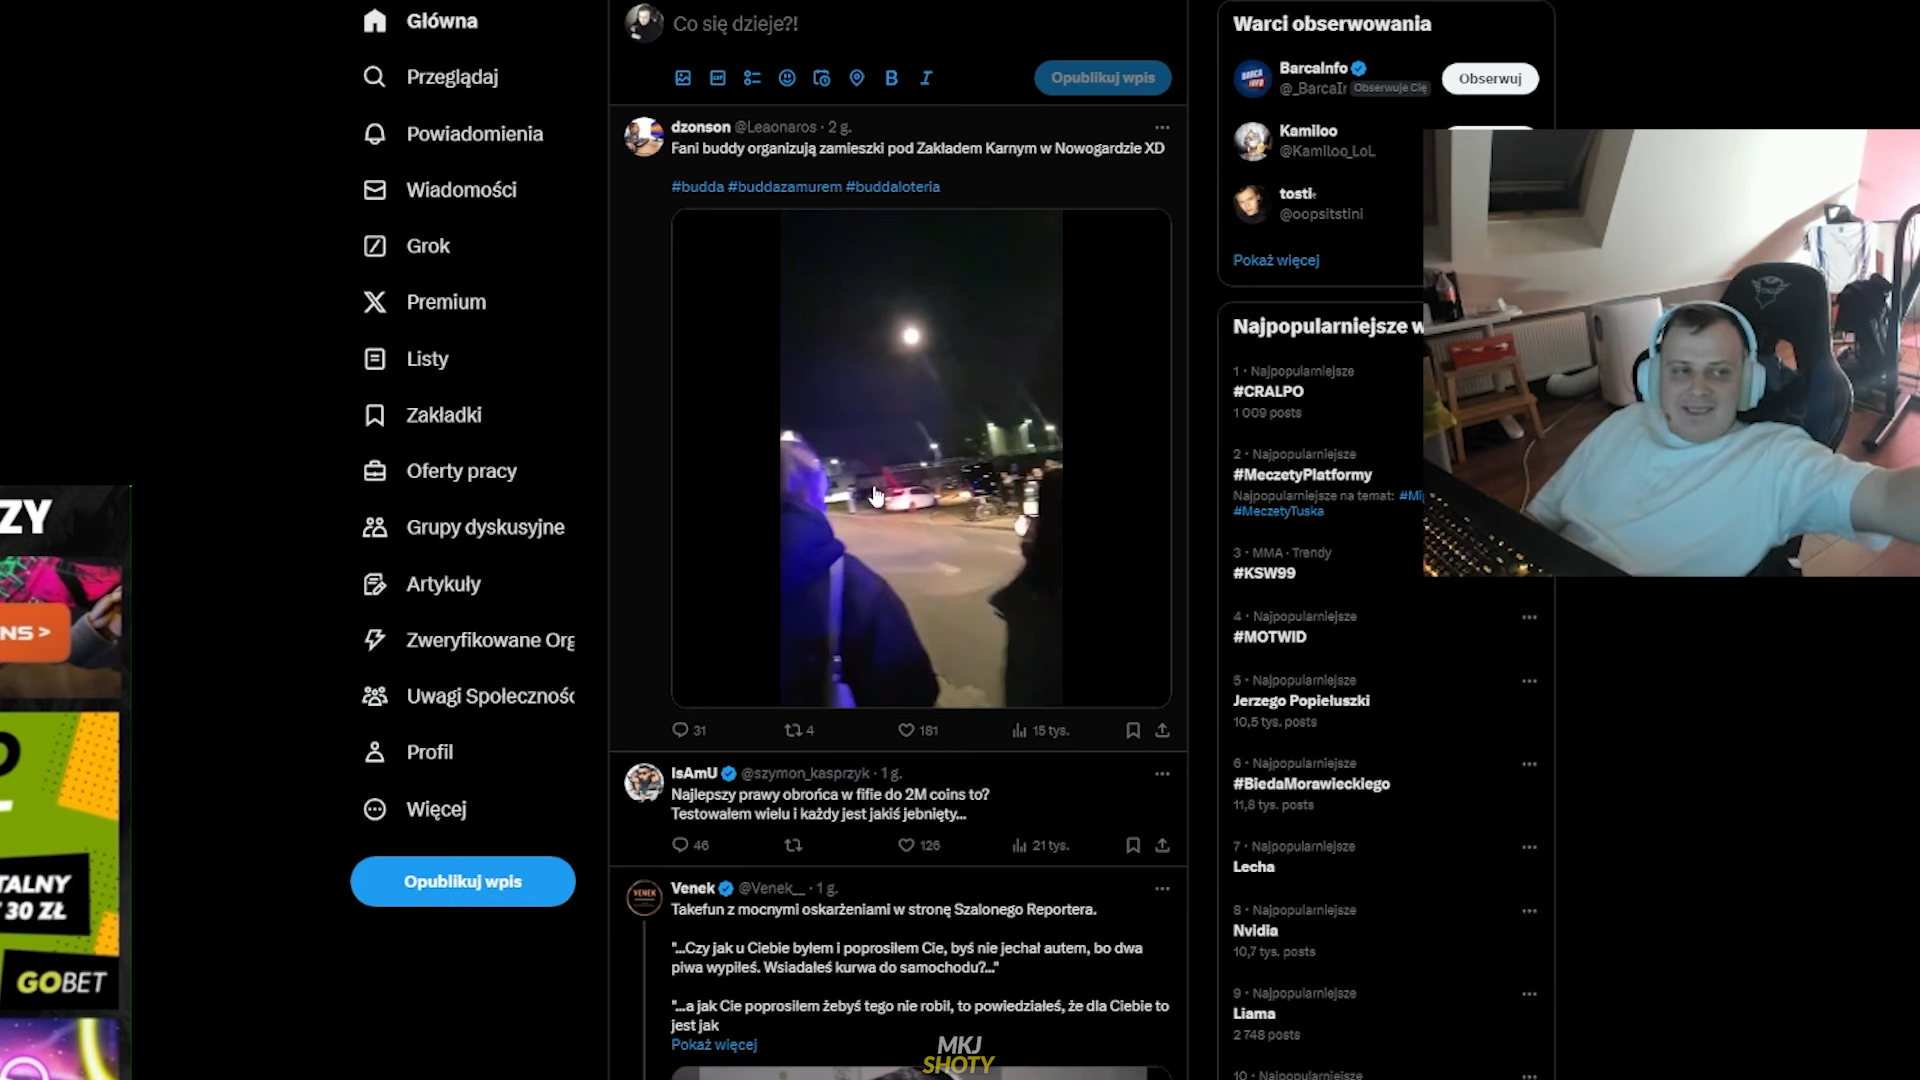 Główna
Przeglądaj
Powiadomienia
Wiadomości
Grok
Premium
Listy
Zakładki
Oferty pracy
Grupy dyskusyjne
Artykuły
Zweryfikowane Org
Uwagi Społecznośc
Profil
Więcej
Opublikuj wpis
ZY
NS >
TALNY
30 ZŁ
GOBET
Co się dzieje?!
Opublikuj wpis
dzonson @Leaonaros · 2 g.
Fani buddy organizują zamieszki pod Zakładem Karnym w Nowogardzie XD
#budda #buddazamurem #buddaloteria
31 4 181 15 tys.
IsAmU @szymon_kasprzyk · 1 g.
Najlepszy prawy obrońca w fifie do 2M coins to?
Testowałem wielu i każdy jest jakiś jebnięty...
46 126 21 tys.
Venek @Venek__ · 1 g.
Takefun z mocnymi oskarżeniami w stronę Szalonego Reportera.
"...Czy jak u Ciebie byłem i poprosiłem Cie, byś nie jechał autem, bo dwa
piwa wypiłeś. Wsiadałeś kurwa do samochodu?..."
"...a jak Cie poprosiłem żebyś tego nie robił, to powiedziałeś, że dla Ciebie to
jest jak
Pokaż więcej
MKJ
SHOTY
Warci obserwowania
BarcaInfo
@_BarcaIr Obserwuje Cię
Obserwuj
Kamiloo
@Kamiloo_LoL
tosti
@oopsitstini
Pokaż więcej
Najpopularniejsze w
1 · Najpopularniejsze
#CRALPO
1 009 posts
2 · Najpopularniejsze
#MeczetyPlatformy
Najpopularniejsze na temat: #Mi
#MeczetyTuska
3 · MMA · Trendy
#KSW99
4 · Najpopularniejsze
#MOTWID
5 · Najpopularniejsze
Jerzego Popiełuszki
10,5 tys. posts
6 · Najpopularniejsze
#BiedaMorawieckiego
11,8 tys. posts
7 · Najpopularniejsze
Lecha
8 · Najpopularniejsze
Nvidia
10,7 tys. posts
9 · Najpopularniejsze
Liama
2 748 posts
10 · Najpopularniejsze